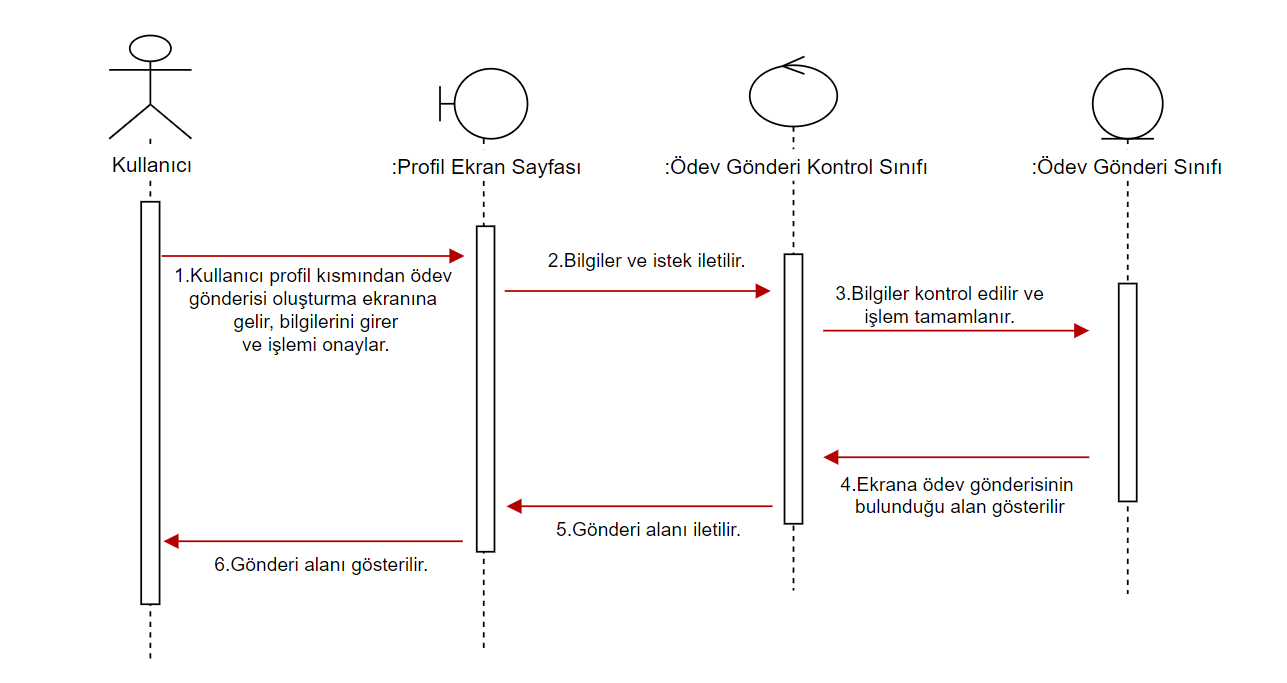 Kullanıcı
:Profil Ekran Sayfası
:Ödev Gönderi Kontrol Sınıfı
:Ödev Gönderi Sınıfı
1.Kullanıcı profil kısmından ödev
gönderisi oluşturma ekranına
gelir, bilgilerini girer
ve işlemi onaylar.
2.Bilgiler ve istek iletilir.
3.Bilgiler kontrol edilir ve
işlem tamamlanır.
4.Ekrana ödev gönderisinin
bulunduğu alan gösterilir
5.Gönderi alanı iletilir.
6.Gönderi alanı gösterilir.